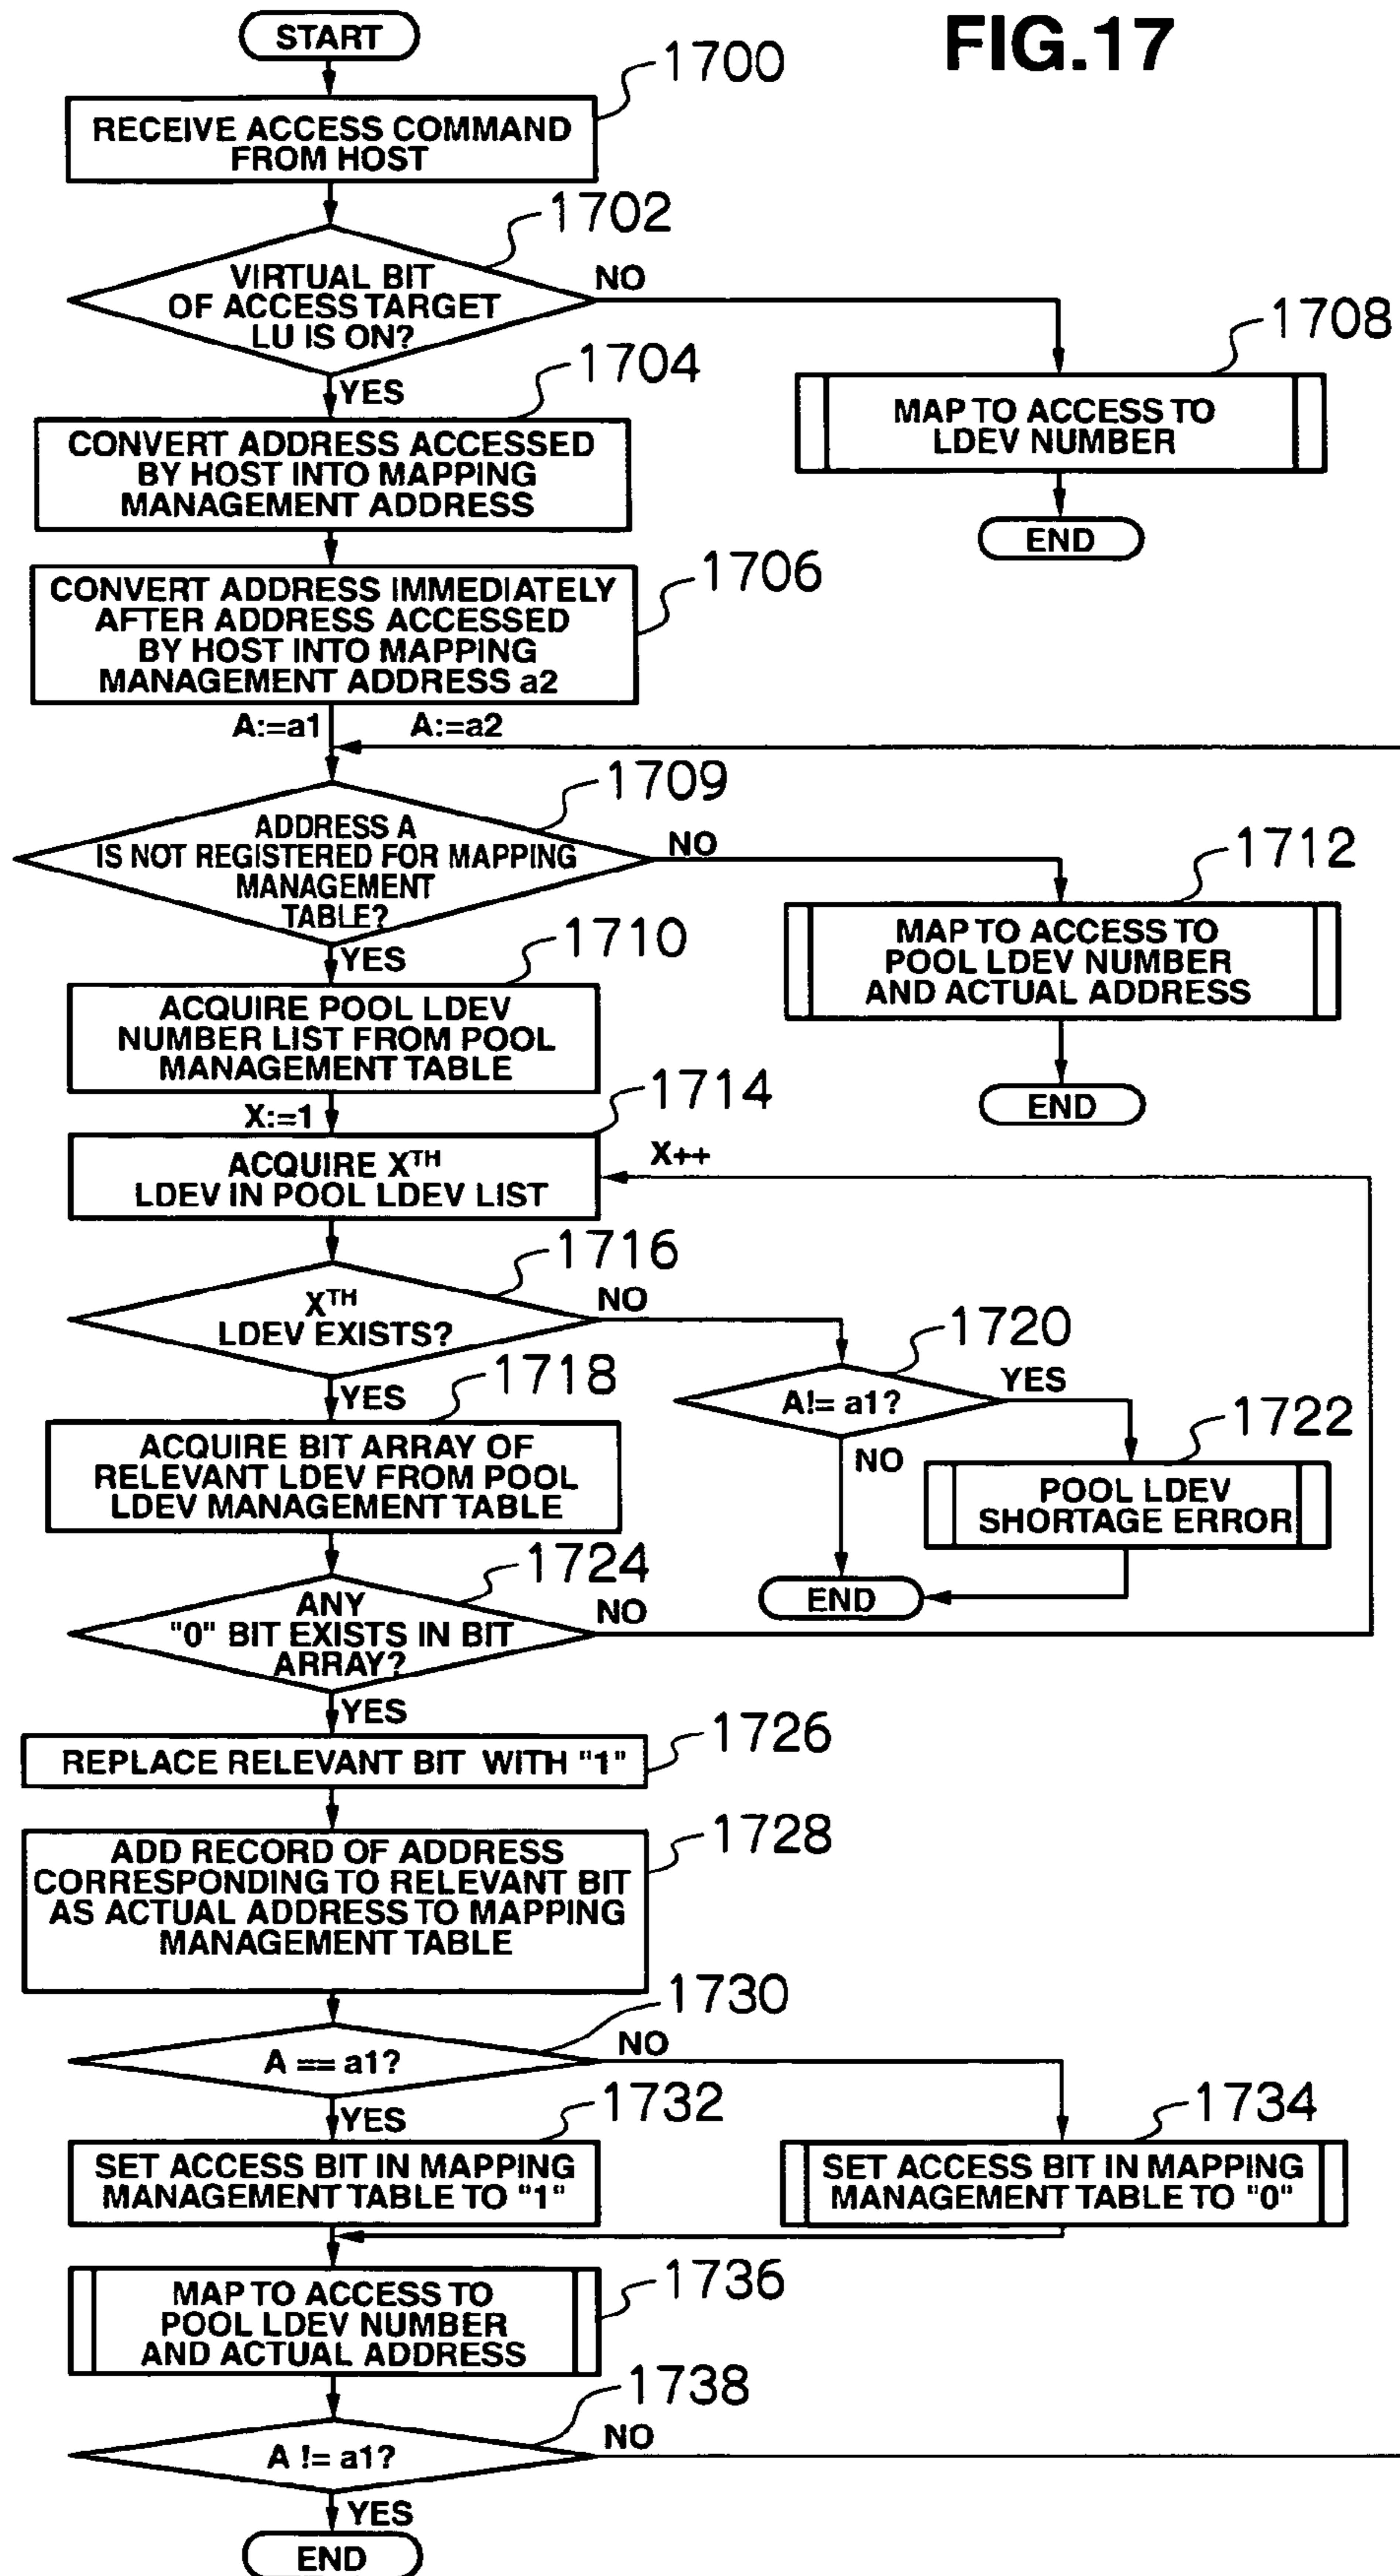 FIG.17
START
1700
RECEIVE ACCESS COMMAND
FROM HOST
1702
VIRTUAL BIT
OF ACCESS TARGET
LU IS ON?
NO
YES
1708
MAP TO ACCESS TO
LDEV NUMBER
END
1704
CONVERT ADDRESS ACCESSED
BY HOST INTO MAPPING
MANAGEMENT ADDRESS
1706
CONVERT ADDRESS IMMEDIATELY
AFTER ADDRESS ACCESSED
BY HOST INTO MAPPING
MANAGEMENT ADDRESS a2
A:=a1
A:=a2
1709
ADDRESS A
IS NOT REGISTERED FOR MAPPING
MANAGEMENT
TABLE?
NO
YES
1712
MAP TO ACCESS TO
POOL LDEV NUMBER
AND ACTUAL ADDRESS
END
1710
ACQUIRE POOL LDEV
NUMBER LIST FROM POOL
MANAGEMENT TABLE
X:=1
1714
ACQUIRE XTH
LDEV IN POOL LDEV LIST
X++
1716
XTH
LDEV EXISTS?
NO
YES
1720
A!= a1?
YES
NO
1722
POOL LDEV
SHORTAGE ERROR
END
1718
ACQUIRE BIT ARRAY OF
RELEVANT LDEV FROM POOL
LDEV MANAGEMENT TABLE
1724
ANY
"0" BIT EXISTS IN BIT
ARRAY?
NO
YES
1726
REPLACE RELEVANT BIT WITH "1"
1728
ADD RECORD OF ADDRESS
CORRESPONDING TO RELEVANT BIT
AS ACTUAL ADDRESS TO MAPPING
MANAGEMENT TABLE
1730
A == a1?
NO
YES
1732
SET ACCESS BIT IN MAPPING
MANAGEMENT TABLE TO "1"
1734
SET ACCESS BIT IN MAPPING
MANAGEMENT TABLE TO "0"
1736
MAP TO ACCESS TO
POOL LDEV NUMBER
AND ACTUAL ADDRESS
1738
A != a1?
NO
YES
END